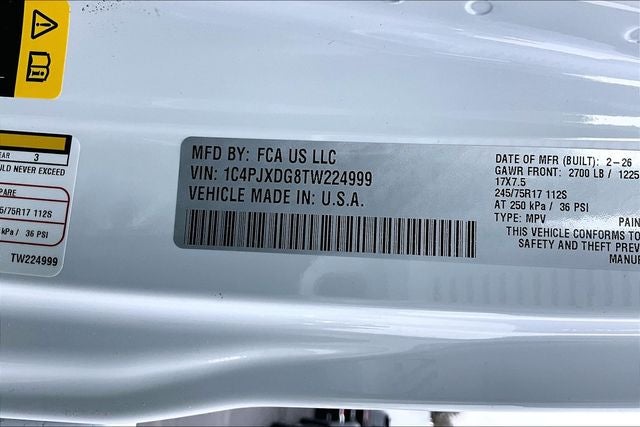 EAR 3
ULD NEVER EXCEED
PARE
5/75R17 112S
kPa / 36 PSI
TW224999
MFD BY: FCA US LLC
VIN: 1C4PJXDG8TW224999
VEHICLE MADE IN: U.S.A.
DATE OF MFR (BUILT): 2-26
GAWR FRONT: 2700 LB / 1225
17X7.5
245/75R17 112S
AT 250 kPa / 36 PSI
TYPE: MPV PAIN
THIS VEHICLE CONFORMS TO
SAFETY AND THEFT PREV
MANUF